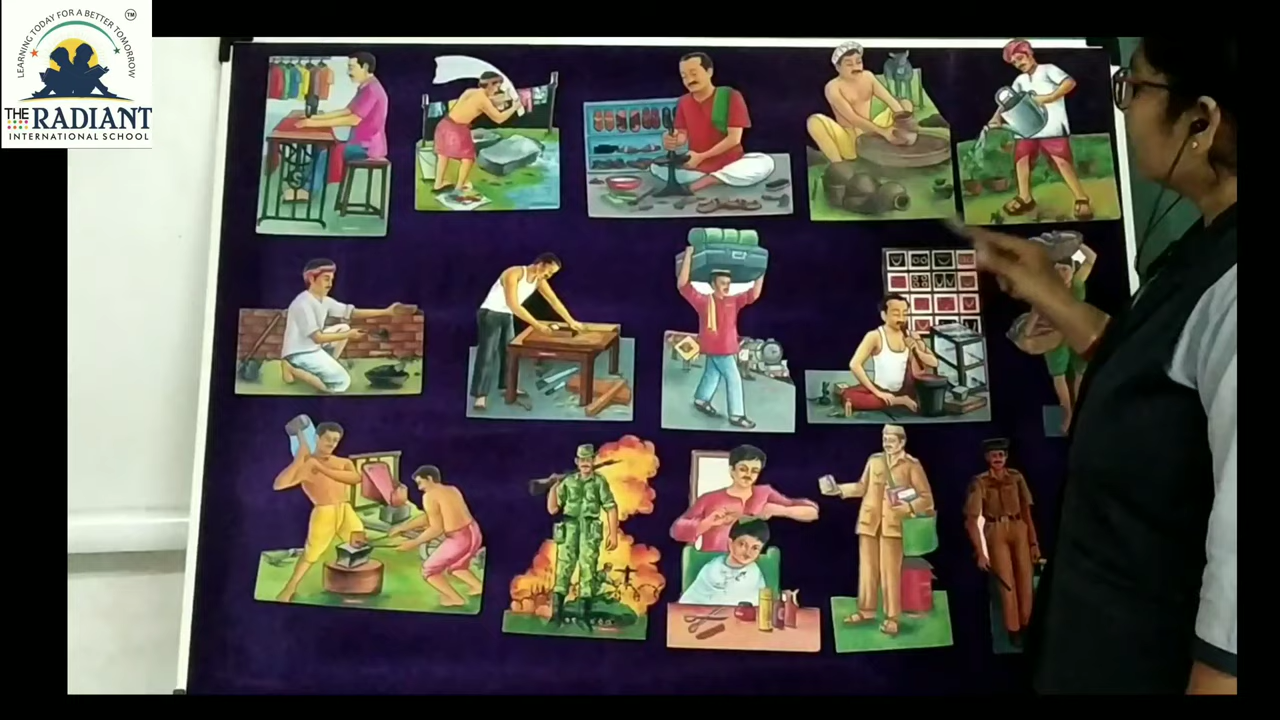 LEARNING TODAY FOR A BETTER TOMORROW
TM
THE RADIANT
INTERNATIONAL SCHOOL